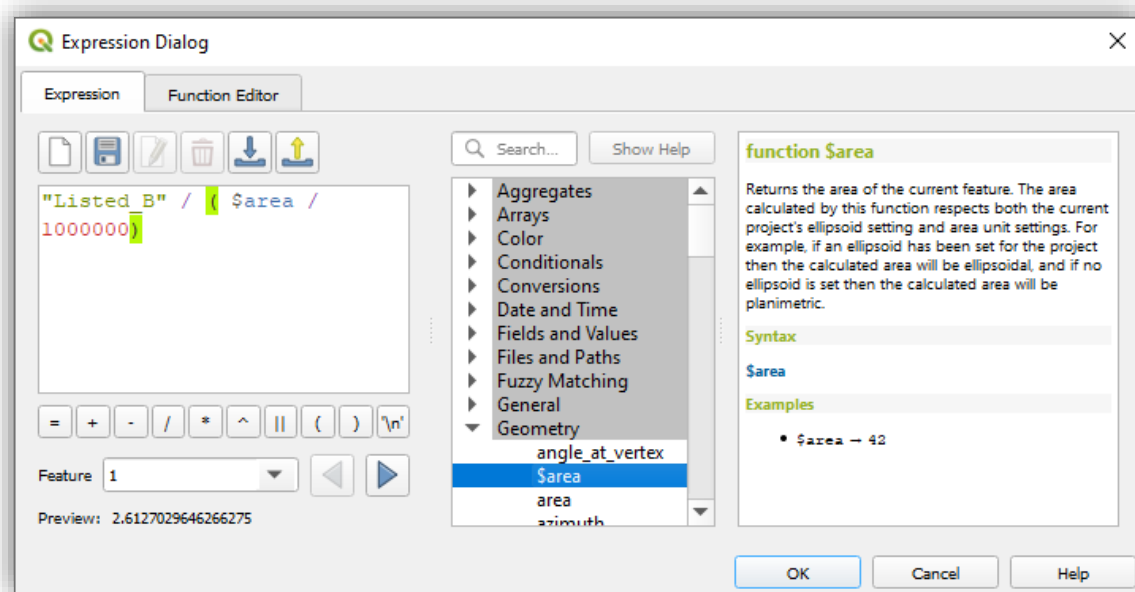 Expression Dialog
Expression
Function Editor
"Listed_B" / ( $area /
1000000)
= + - / * ^ || ( ) '\n'
Feature 1
Preview: 2.6127029646266275
Search...
Show Help
Aggregates
Arrays
Color
Conditionals
Conversions
Date and Time
Fields and Values
Files and Paths
Fuzzy Matching
General
Geometry
angle_at_vertex
$area
area
azimuth
function $area
Returns the area of the current feature. The area
calculated by this function respects both the current
project's ellipsoid setting and area unit settings. For
example, if an ellipsoid has been set for the project
then the calculated area will be ellipsoidal, and if no
ellipsoid is set then the calculated area will be
planimetric.
Syntax
$area
Examples
• $area → 42
OK
Cancel
Help